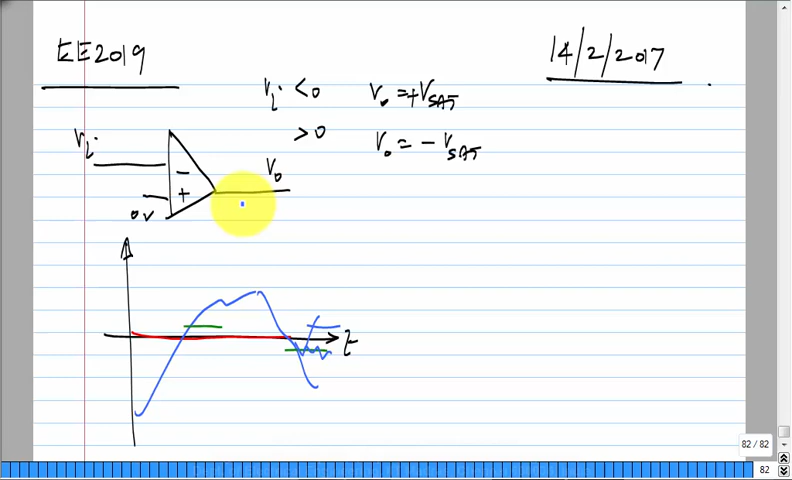 EE2019
14/2/2017
Vi < 0 Vo = +VSAT
> 0 Vo = - VSAT
Vi
-
Vo
+
0V
t
82 / 82
82